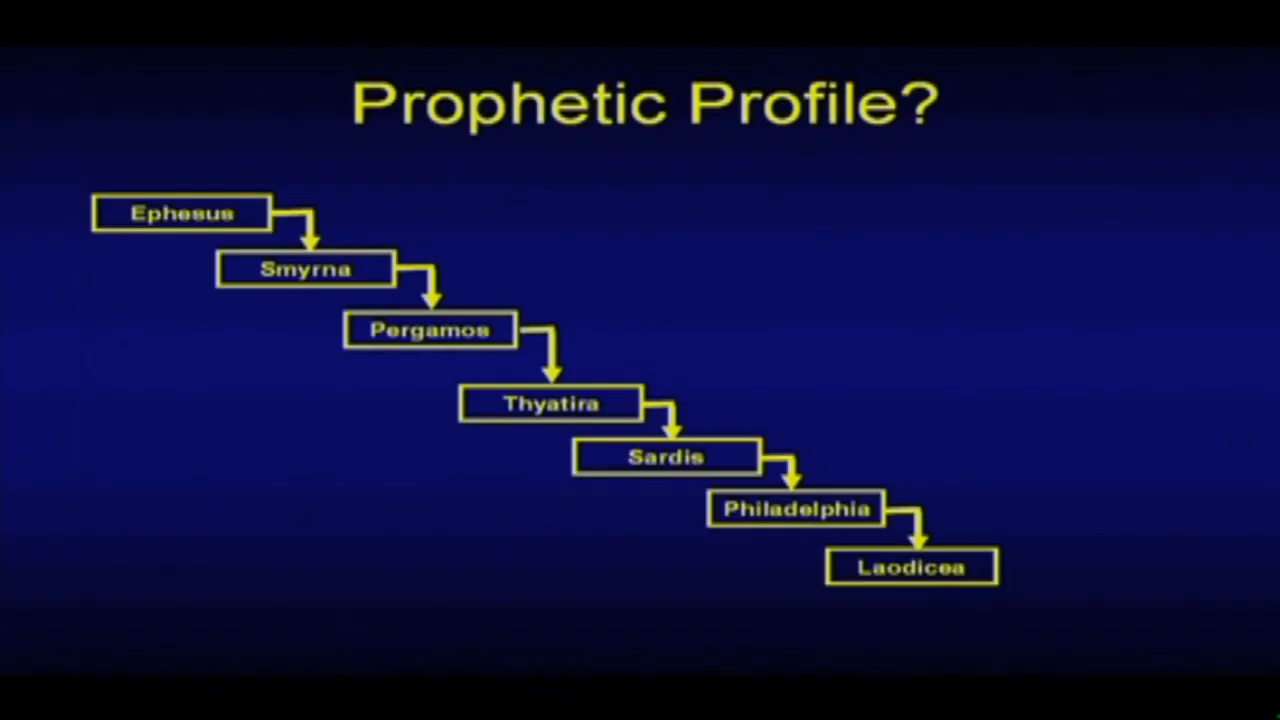 Prophetic Profile?
Ephesus
Smyrna
Pergamos
Thyatira
Sardis
Philadelphia
Laodicea